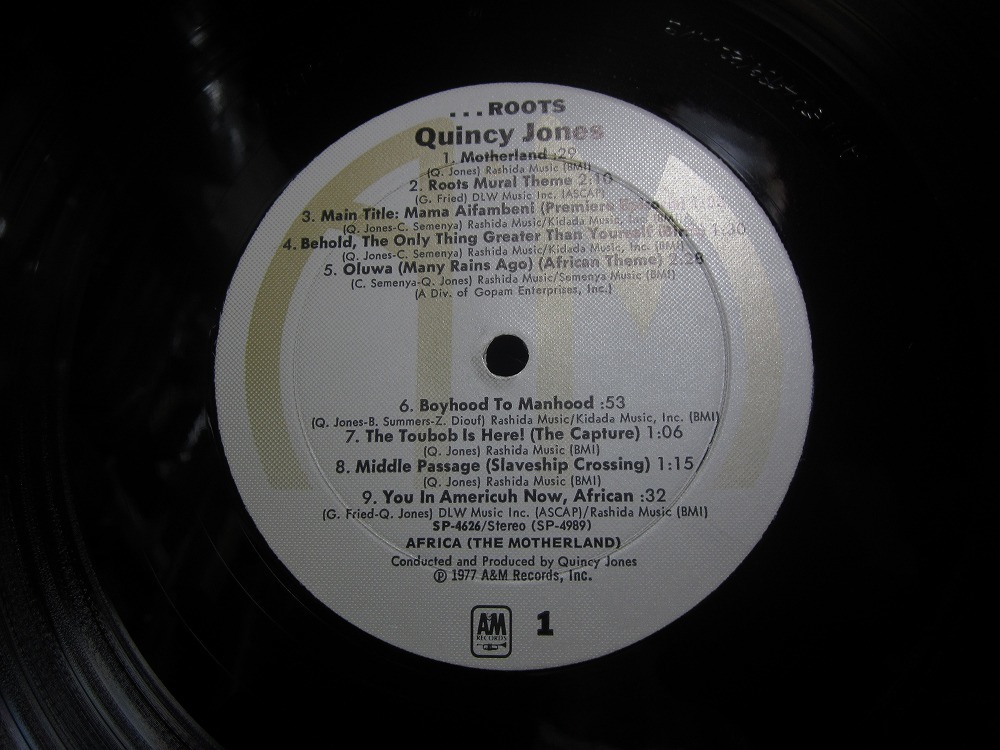 ...ROOTS
Quincy Jones
1. Motherland :29
(Q. Jones) Rashida Music (BMI)
2. Roots Mural Theme 2:10
(G. Fried) DLW Music Inc. (ASCAP)
3. Main Title: Mama Aifambeni (Premiere
(Q. Jones-C. Semenya) Rashida Music/Kidada Music, Inc.
4. Behold, The Only Thing Greater Than Yourself 1:30
(Q. Jones-C. Semenya) Rashida Music/Kidada Music, Inc. (BMI)
5. Oluwa (Many Rains Ago) (African Theme) 2:28
(C. Semenya-Q. Jones) Rashida Music/Semenya Music (BMI)
(A Div. of Gopam Enterprises, Inc.)
6. Boyhood To Manhood :53
(Q. Jones-B. Summers-Z. Diouf) Rashida Music/Kidada Music, Inc. (BMI)
7. The Toubob Is Here! (The Capture) 1:06
(Q. Jones) Rashida Music (BMI)
8. Middle Passage (Slaveship Crossing) 1:15
(Q. Jones) Rashida Music (BMI)
9. You In Americuh Now, African :32
(G. Fried-Q. Jones) DLW Music Inc. (ASCAP)/Rashida Music (BMI)
SP-4626/Stereo (SP-4989)
AFRICA (THE MOTHERLAND)
Conducted and Produced by Quincy Jones
℗ 1977 A&M Records, Inc.
A&M RECORDS
1